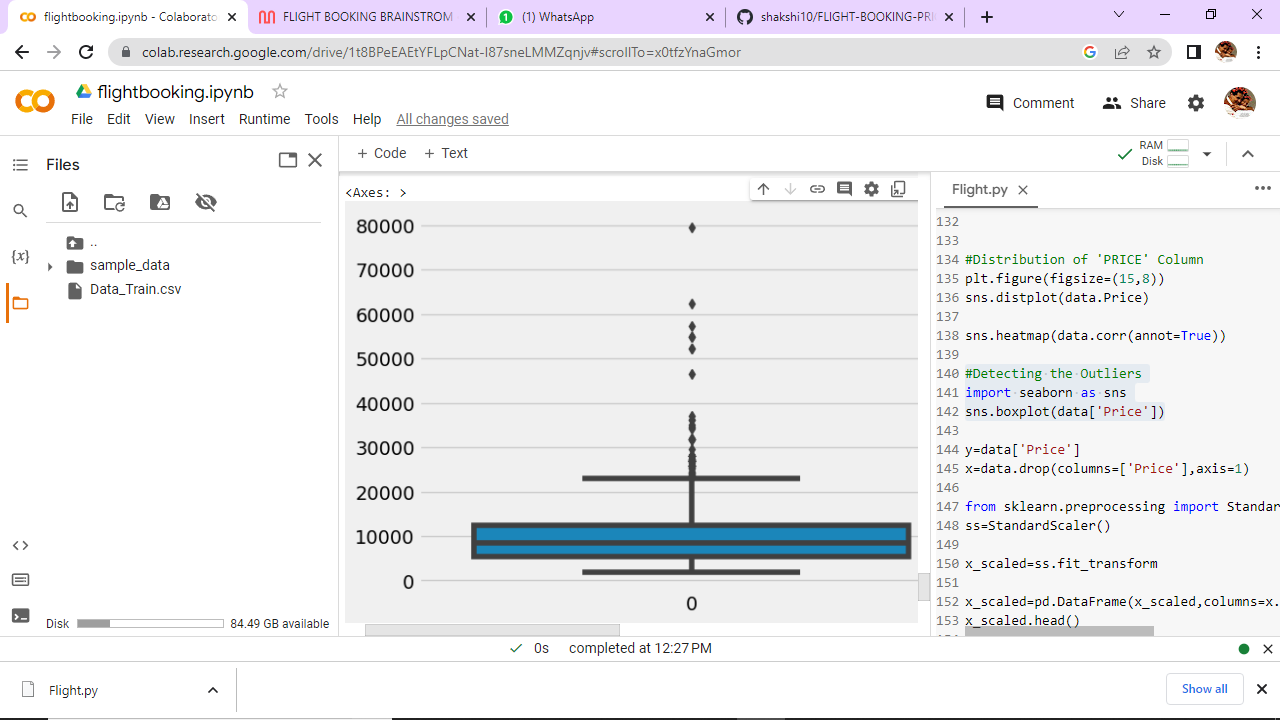 flightbooking.ipynb - Colaborato
FLIGHT BOOKING BRAINSTROM
(1) WhatsApp
shakshi10/FLIGHT-BOOKING-PRI
colab.research.google.com/drive/1t8BPeEAEtYFLpCNat-I87sneLMMZqnjv#scrollTo=x0tfzYnaGmor
flightbooking.ipynb
File Edit View Insert Runtime Tools Help All changes saved
Comment Share
+ Code + Text
RAM
Disk
Files
{x}
..
sample_data
Data_Train.csv
Disk 84.49 GB available
<Axes: >
80000
70000
60000
50000
40000
30000
20000
10000
0
0
Flight.py
132
133
134 #Distribution of 'PRICE' Column
135 plt.figure(figsize=(15,8))
136 sns.distplot(data.Price)
137
138 sns.heatmap(data.corr(annot=True))
139
140 #Detecting the Outliers
141 import seaborn as sns
142 sns.boxplot(data['Price'])
143
144 y=data['Price']
145 x=data.drop(columns=['Price'],axis=1)
146
147 from sklearn.preprocessing import Standar
148 ss=StandardScaler()
149
150 x_scaled=ss.fit_transform
151
152 x_scaled=pd.DataFrame(x_scaled,columns=x.
153 x_scaled.head()
0s completed at 12:27 PM
Flight.py
Show all